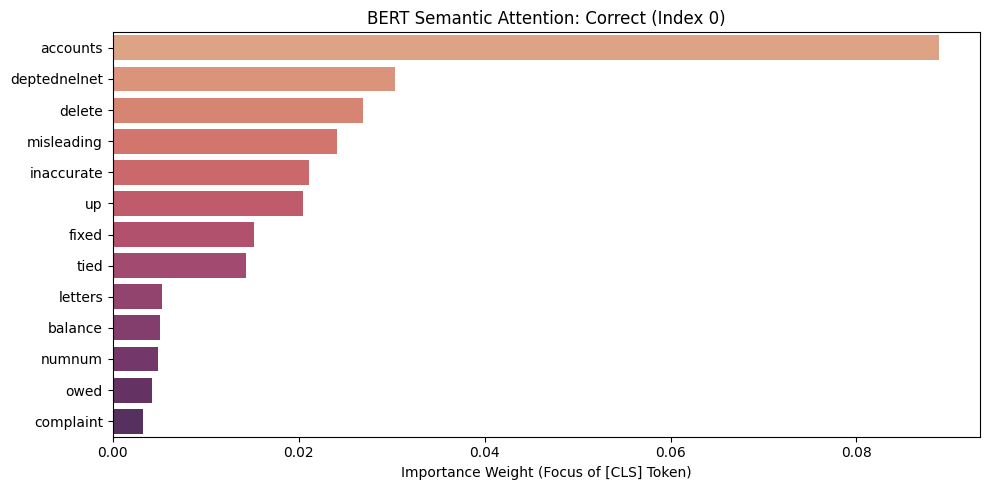 BERT Semantic Attention: Correct (Index 0)
accounts
deptednelnet
delete
misleading
inaccurate
up
fixed
tied
letters
balance
numnum
owed
complaint
0.00 0.02 0.04 0.06 0.08
Importance Weight (Focus of [CLS] Token)